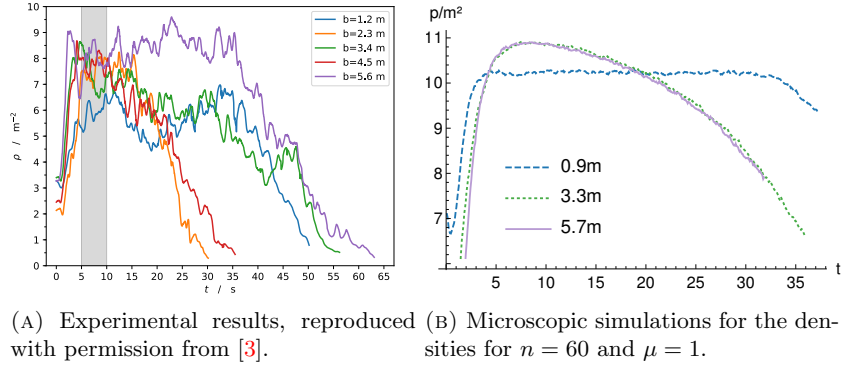 10
9
8
7
6
5
4
3
2
1
0
ρ / m⁻²
0 5 10 15 20 25 30 35 40 45 50 55 60 65
t / s
b=1.2 m
b=2.3 m
b=3.4 m
b=4.5 m
b=5.6 m
p/m²
11
10
9
8
7
0.9m
3.3m
5.7m
5 10 15 20 25 30 35
t
(A) Experimental results, reproduced
with permission from [3].
(B) Microscopic simulations for the den-
sities for n = 60 and μ = 1.